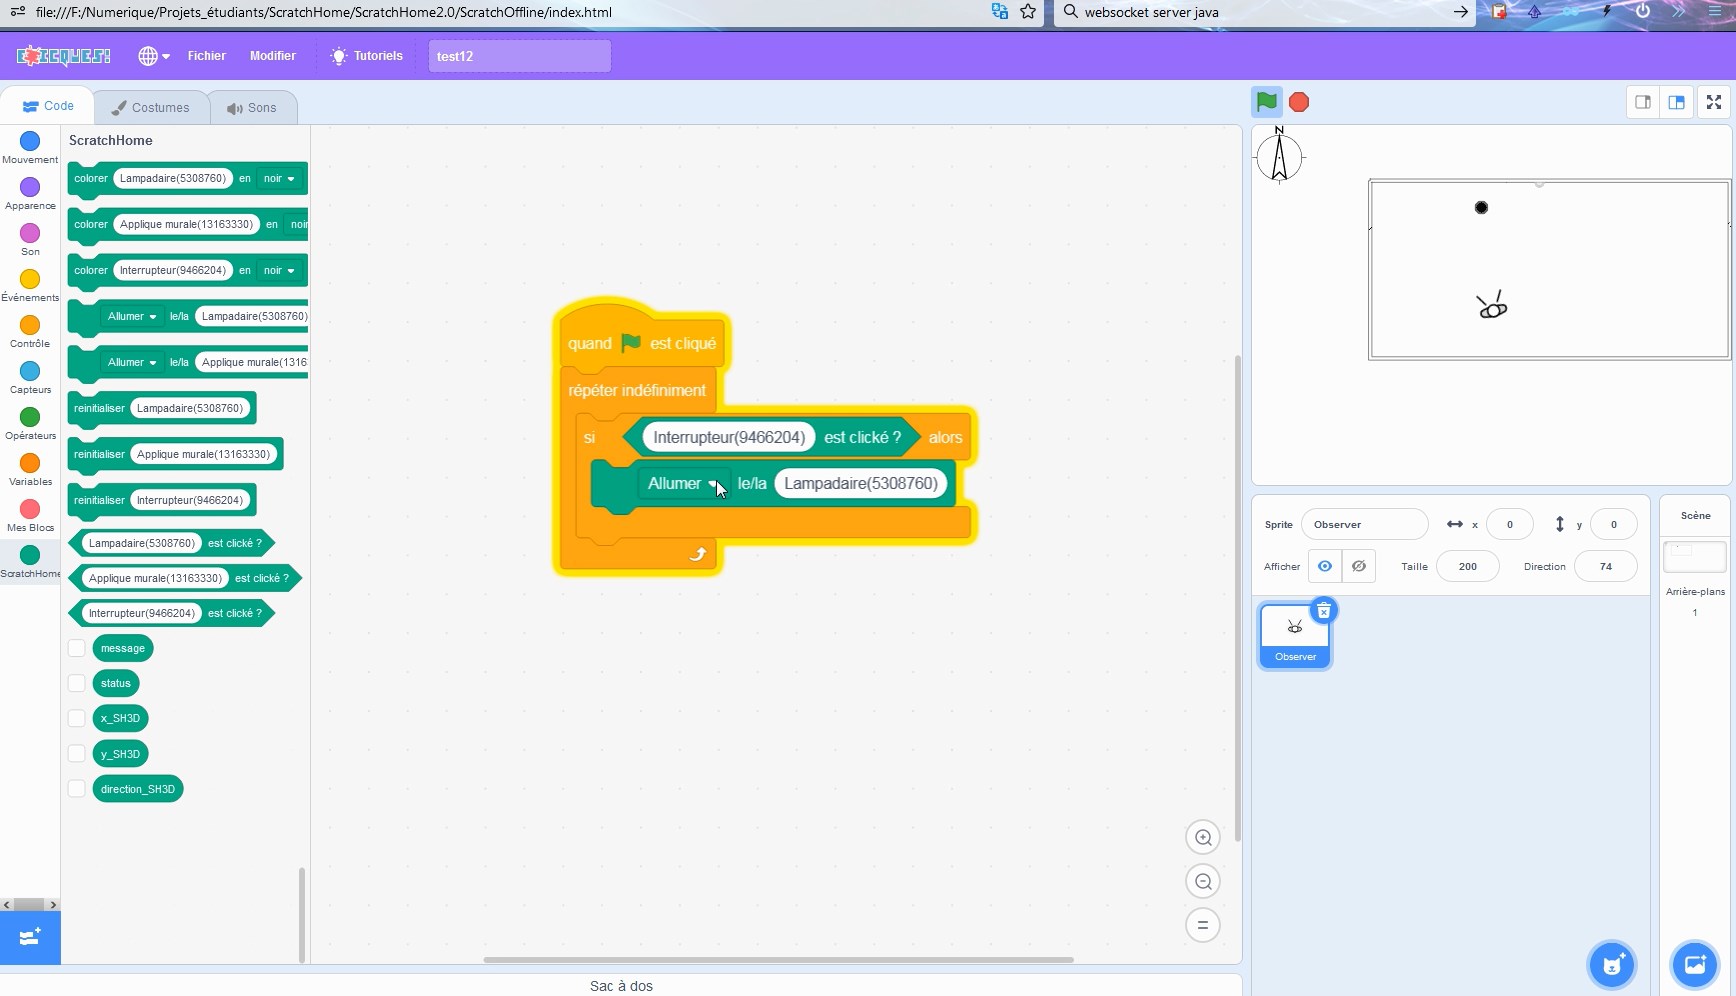 file:///F:/Numerique/Projets_étudiants/ScratchHome/ScratchHome2.0/ScratchOffline/index.html
websocket server java
Fichier
Modifier
Tutoriels
test12
Code
Costumes
Sons
Mouvement
Apparence
Son
Événements
Contrôle
Capteurs
Opérateurs
Variables
Mes Blocs
ScratchHome
ScratchHome
colorer Lampadaire(5308760) en noir
colorer Applique murale(13163330) en noir
colorer Interrupteur(9466204) en noir
Allumer le/la Lampadaire(5308760)
Allumer le/la Applique murale(1316
reinitialiser Lampadaire(5308760)
reinitialiser Applique murale(13163330)
reinitialiser Interrupteur(9466204)
Lampadaire(5308760) est clické ?
Applique murale(13163330) est clické ?
Interrupteur(9466204) est clické ?
message
status
x_SH3D
y_SH3D
direction_SH3D
quand est cliqué
répéter indéfiniment
si Interrupteur(9466204) est clické ? alors
Allumer le/la Lampadaire(5308760)
Sac à dos
N
Sprite Observer x 0 y 0
Afficher Taille 200 Direction 74
Observer
Scène
Arrière-plans
1